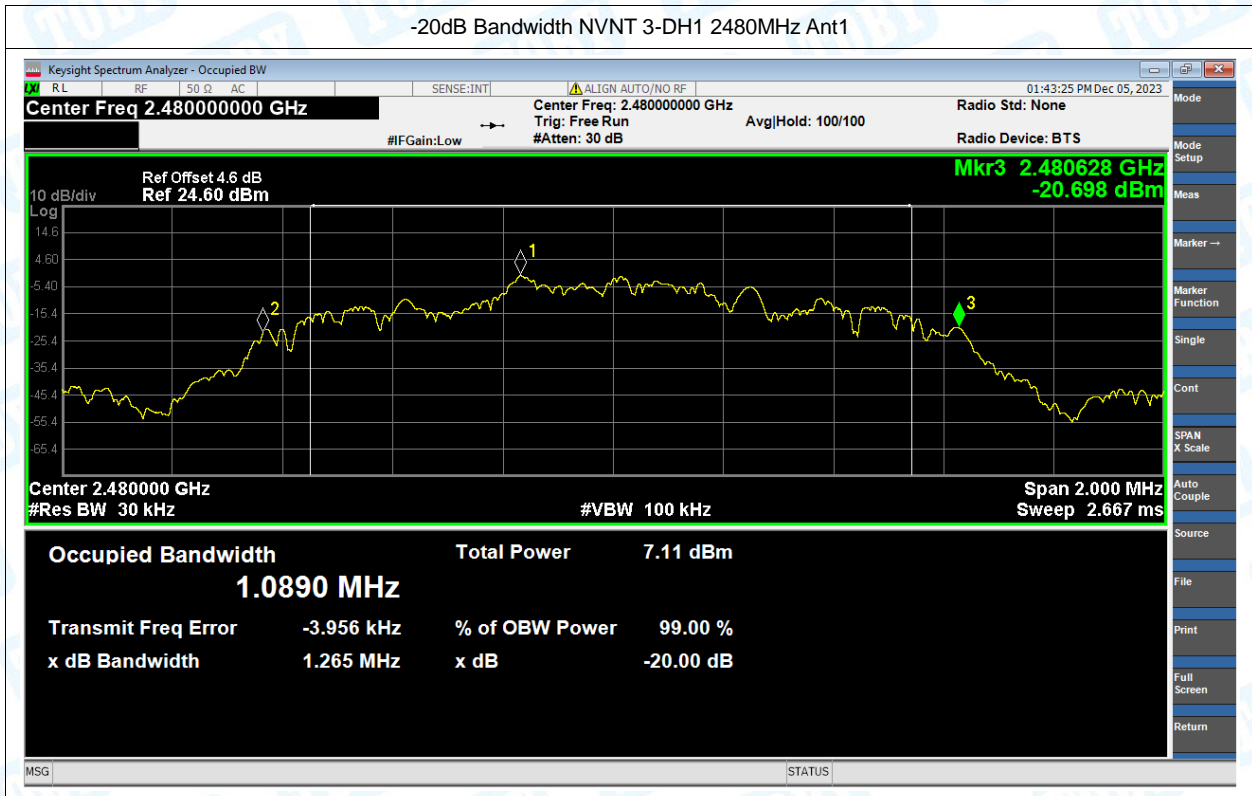 -20dB Bandwidth NVNT 3-DH1 2480MHz Ant1
Keysight Spectrum Analyzer - Occupied BW
LXI RL RF 50 Ω AC SENSE:INT ALIGN AUTO/NO RF 01:43:25 PM Dec 05, 2023
Center Freq 2.480000000 GHz
Center Freq: 2.480000000 GHz
Radio Std: None
Trig: Free Run
Avg|Hold: 100/100
#IFGain:Low
#Atten: 30 dB
Radio Device: BTS
Ref Offset 4.6 dB
10 dB/div Ref 24.60 dBm
Mkr3 2.480628 GHz
-20.698 dBm
Log
14.6
4.60
-5.40
-15.4
-25.4
-35.4
-45.4
-55.4
-65.4
1
2
3
Center 2.480000 GHz
Span 2.000 MHz
#Res BW 30 kHz
#VBW 100 kHz
Sweep 2.667 ms
Occupied Bandwidth
1.0890 MHz
Total Power 7.11 dBm
Transmit Freq Error -3.956 kHz
% of OBW Power 99.00 %
x dB Bandwidth 1.265 MHz
x dB -20.00 dB
Mode
Mode
Setup
Meas
Marker→
Marker
Function
Single
Cont
SPAN
X Scale
Auto
Couple
Source
File
Print
Full
Screen
Return
MSG
STATUS
TOBY